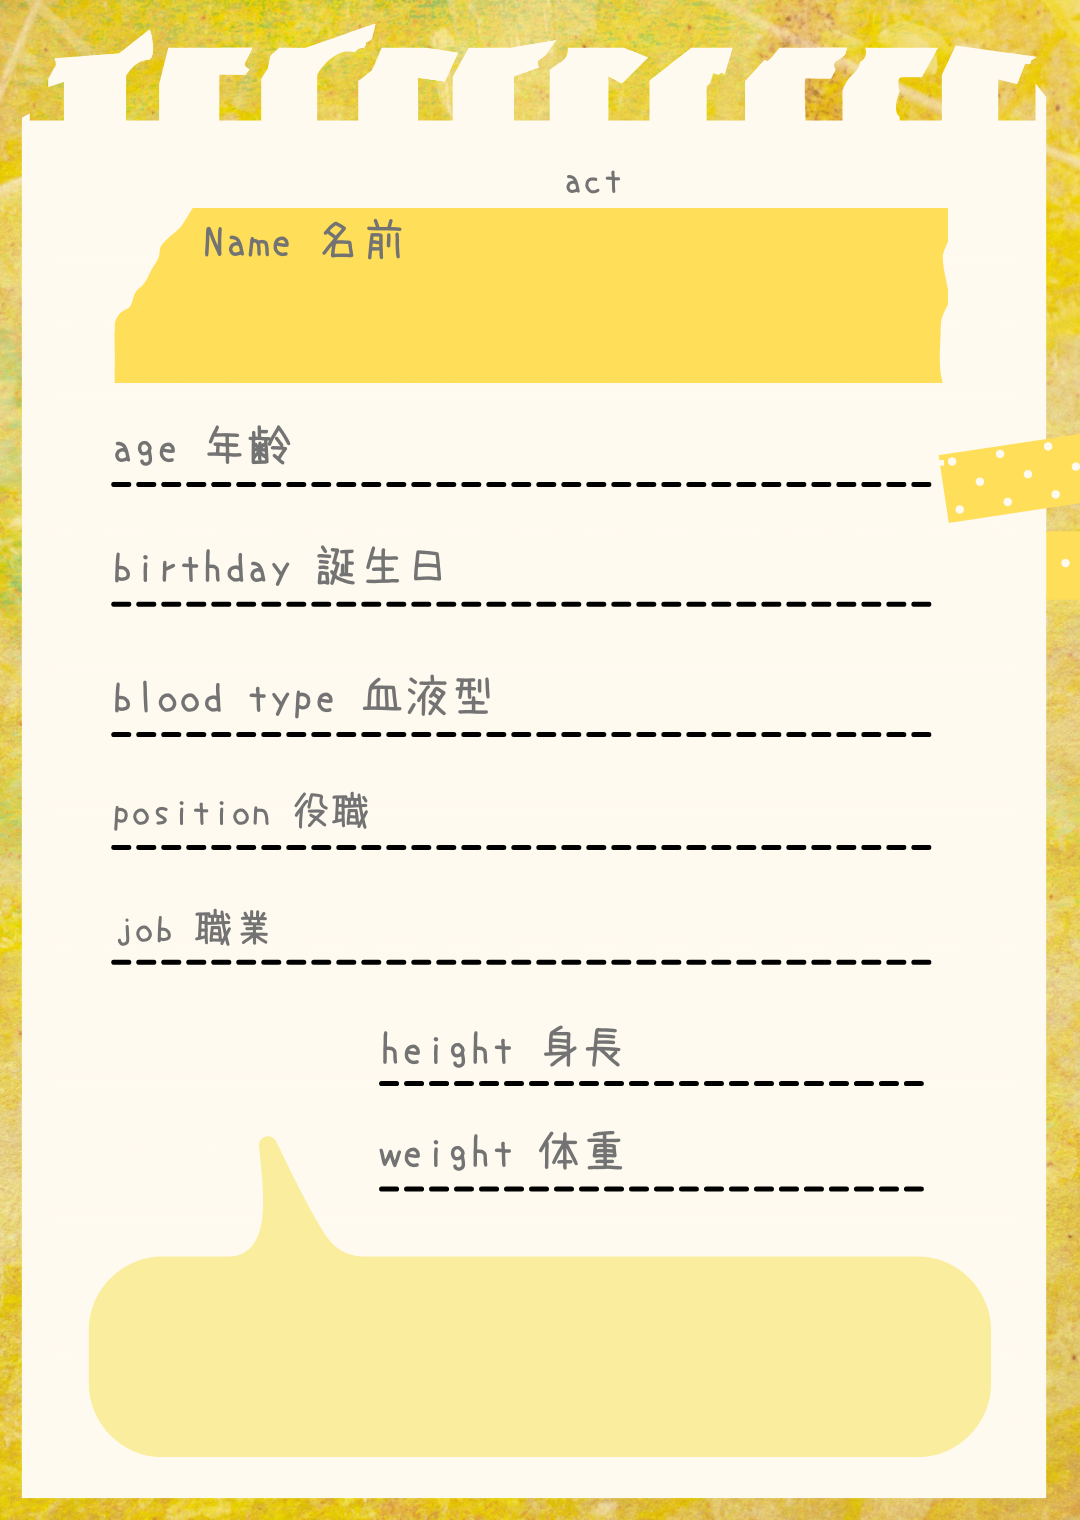 act
Name 名前
age 年齢
birthday 誕生日
blood type 血液型
position 役職
job 職業
height 身長
weight 体重